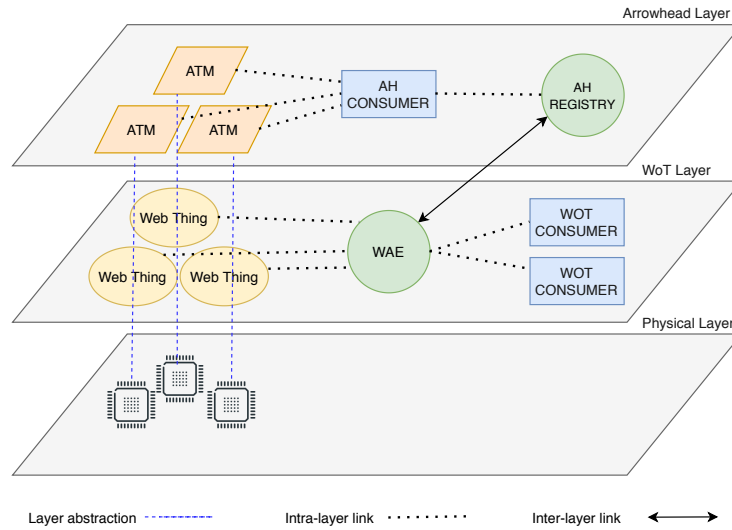 Arrowhead Layer
ATM
AH
CONSUMER
AH
REGISTRY
ATM
ATM
WoT Layer
Web Thing
WOT
CONSUMER
WAE
Web Thing
Web Thing
WOT
CONSUMER
Physical Layer
Layer abstraction
Intra-layer link
Inter-layer link